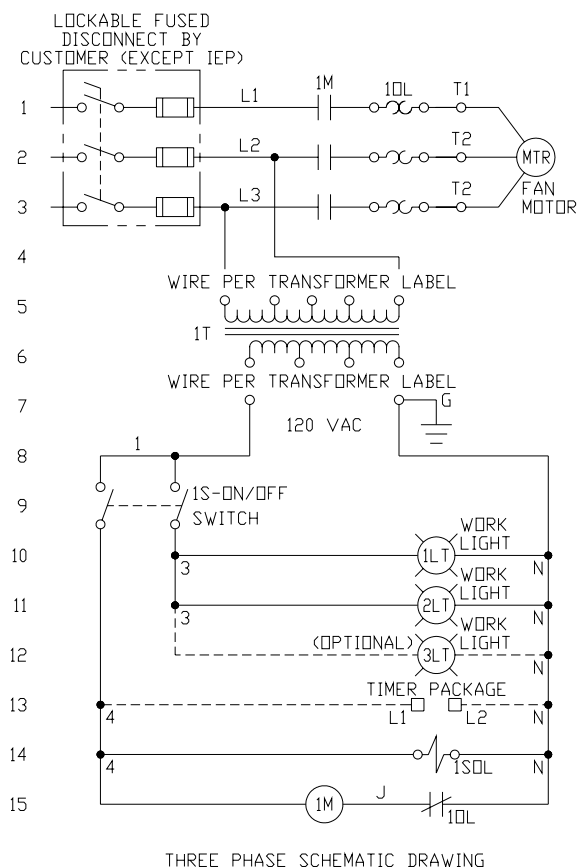 LOCKABLE FUSED
DISCONNECT BY
CUSTOMER (EXCEPT IEP)
1 L1 1M 1OL T1
2 L2 T2 MTR
3 L3 T2 FAN
MOTOR
4
WIRE PER TRANSFORMER LABEL
5
1T
6
WIRE PER TRANSFORMER LABEL
7 G
120 VAC
8 1
9 1S-ON/OFF
SWITCH
WORK
LIGHT
10 1LT
3 N
WORK
LIGHT
11 2LT
3 N
WORK
LIGHT
12 (OPTIONAL) 3LT
N
TIMER PACKAGE
13
4 L1 L2 N
14
4 1SOL N
15 1M J
1OL
THREE PHASE SCHEMATIC DRAWING